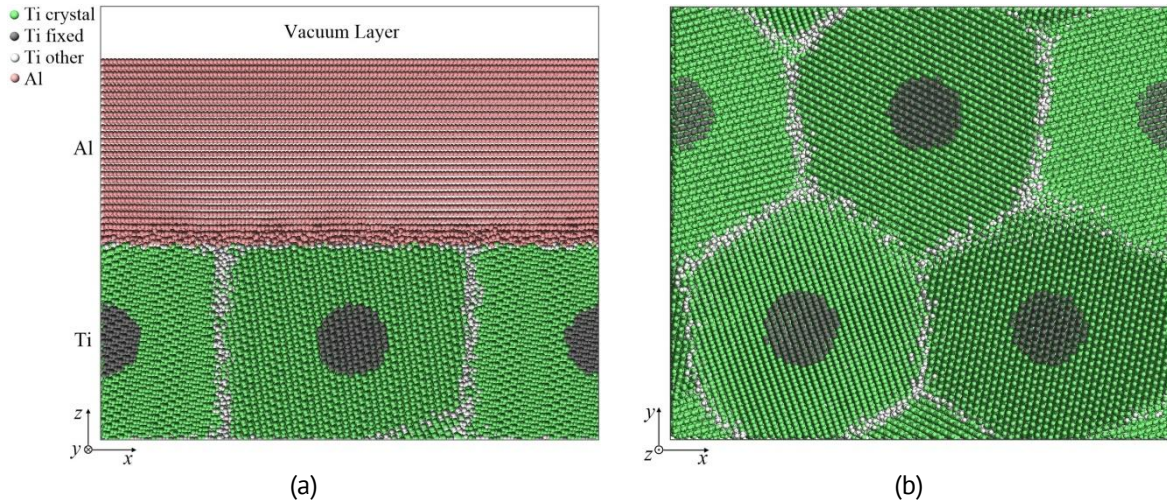 Ti crystal
Ti fixed
Ti other
Al
Vacuum Layer
Al
Ti
z
y
x
(a)
y
z
x
(b)